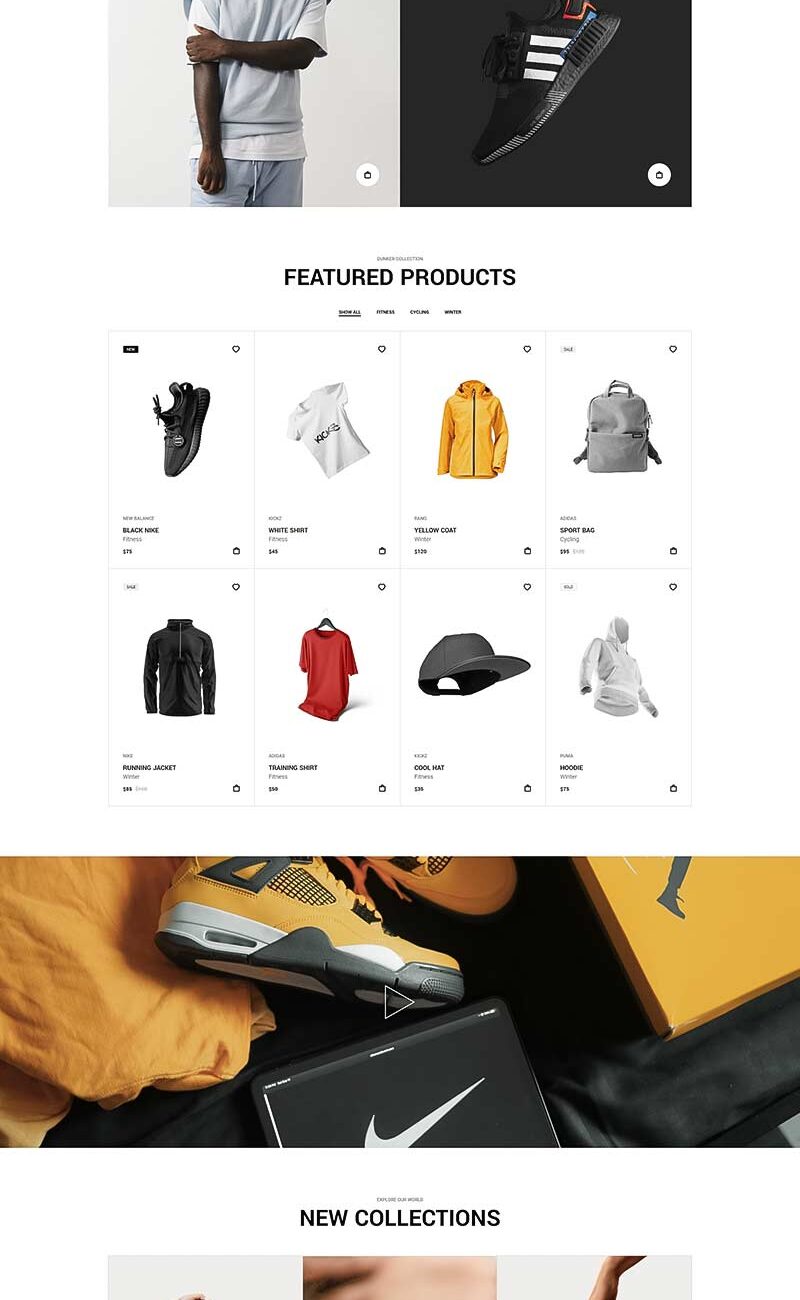 DUNKER COLLECTION
FEATURED PRODUCTS
SHOW ALL FITNESS CYCLING WINTER
NEW
SALE
KICKZ
NEW BALANCE
BLACK NIKE
Fitness
$75
KICKZ
WHITE SHIRT
Fitness
$45
RAINS
YELLOW COAT
Winter
$120
ADIDAS
SPORT BAG
Cycling
$95
SALE
SOLD
NIKE
RUNNING JACKET
Winter
$85
ADIDAS
TRAINING SHIRT
Fitness
$50
KICKZ
COOL HAT
Fitness
$35
PUMA
HOODIE
Winter
$75
EXPLORE OUR WORLD
NEW COLLECTIONS